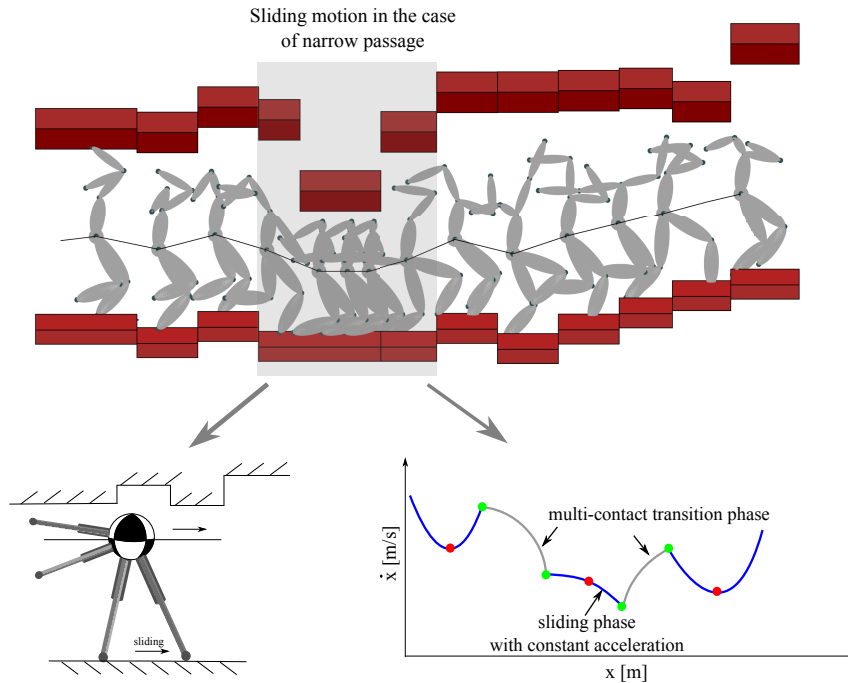 Sliding motion in the case
of narrow passage
sliding
multi-contact transition phase
ẋ [m/s]
sliding phase
with constant acceleration
x [m]